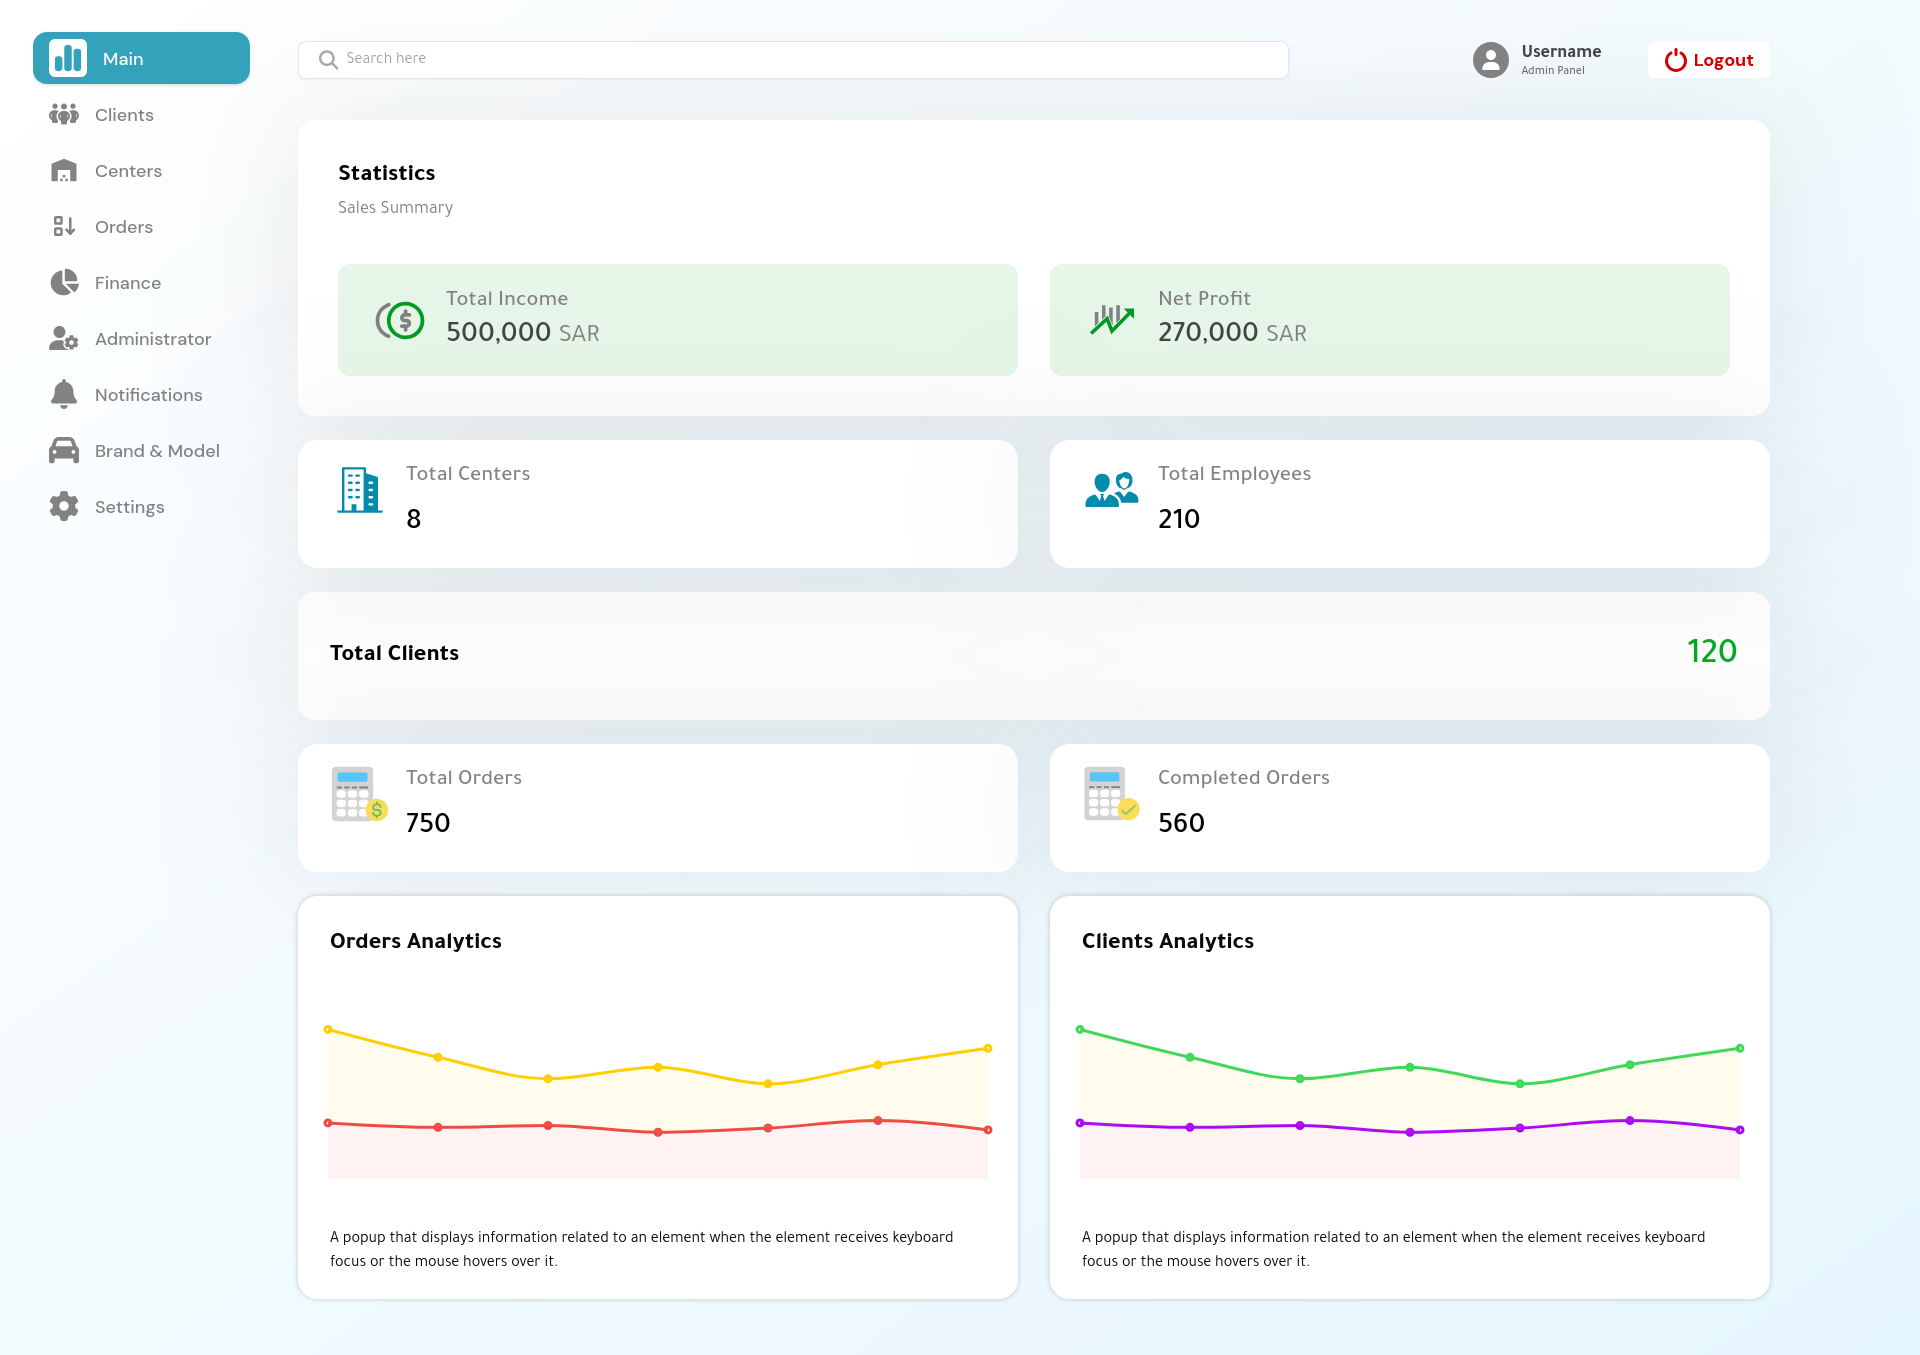 Main
Clients
Centers
Orders
Finance
Administrator
Notifications
Brand & Model
Settings
Search here
Username
Admin Panel
Logout
Statistics
Sales Summary
Total Income
500,000 SAR
Net Profit
270,000 SAR
Total Centers
8
Total Employees
210
Total Clients
120
Total Orders
750
Completed Orders
560
Orders Analytics
A popup that displays information related to an element when the element receives keyboard
focus or the mouse hovers over it.
Clients Analytics
A popup that displays information related to an element when the element receives keyboard
focus or the mouse hovers over it.